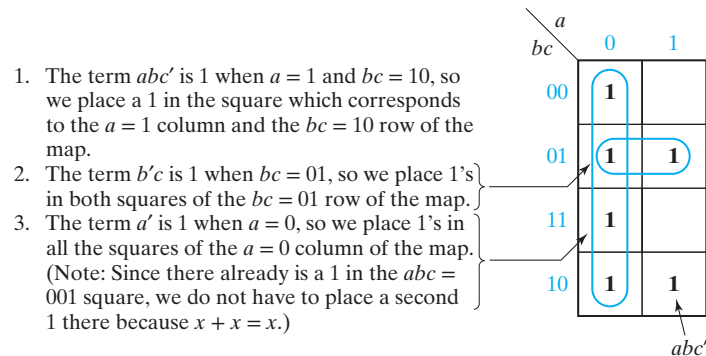 1. The term abc′ is 1 when a = 1 and bc = 10, so
we place a 1 in the square which corresponds
to the a = 1 column and the bc = 10 row of the
map.
2. The term b′c is 1 when bc = 01, so we place 1’s
in both squares of the bc = 01 row of the map.
3. The term a′ is 1 when a = 0, so we place 1’s in
all the squares of the a = 0 column of the map.
(Note: Since there already is a 1 in the abc =
001 square, we do not have to place a second
1 there because x + x = x.)
a
bc 0 1
00 1
01 1 1
11 1
10 1 1
abc′